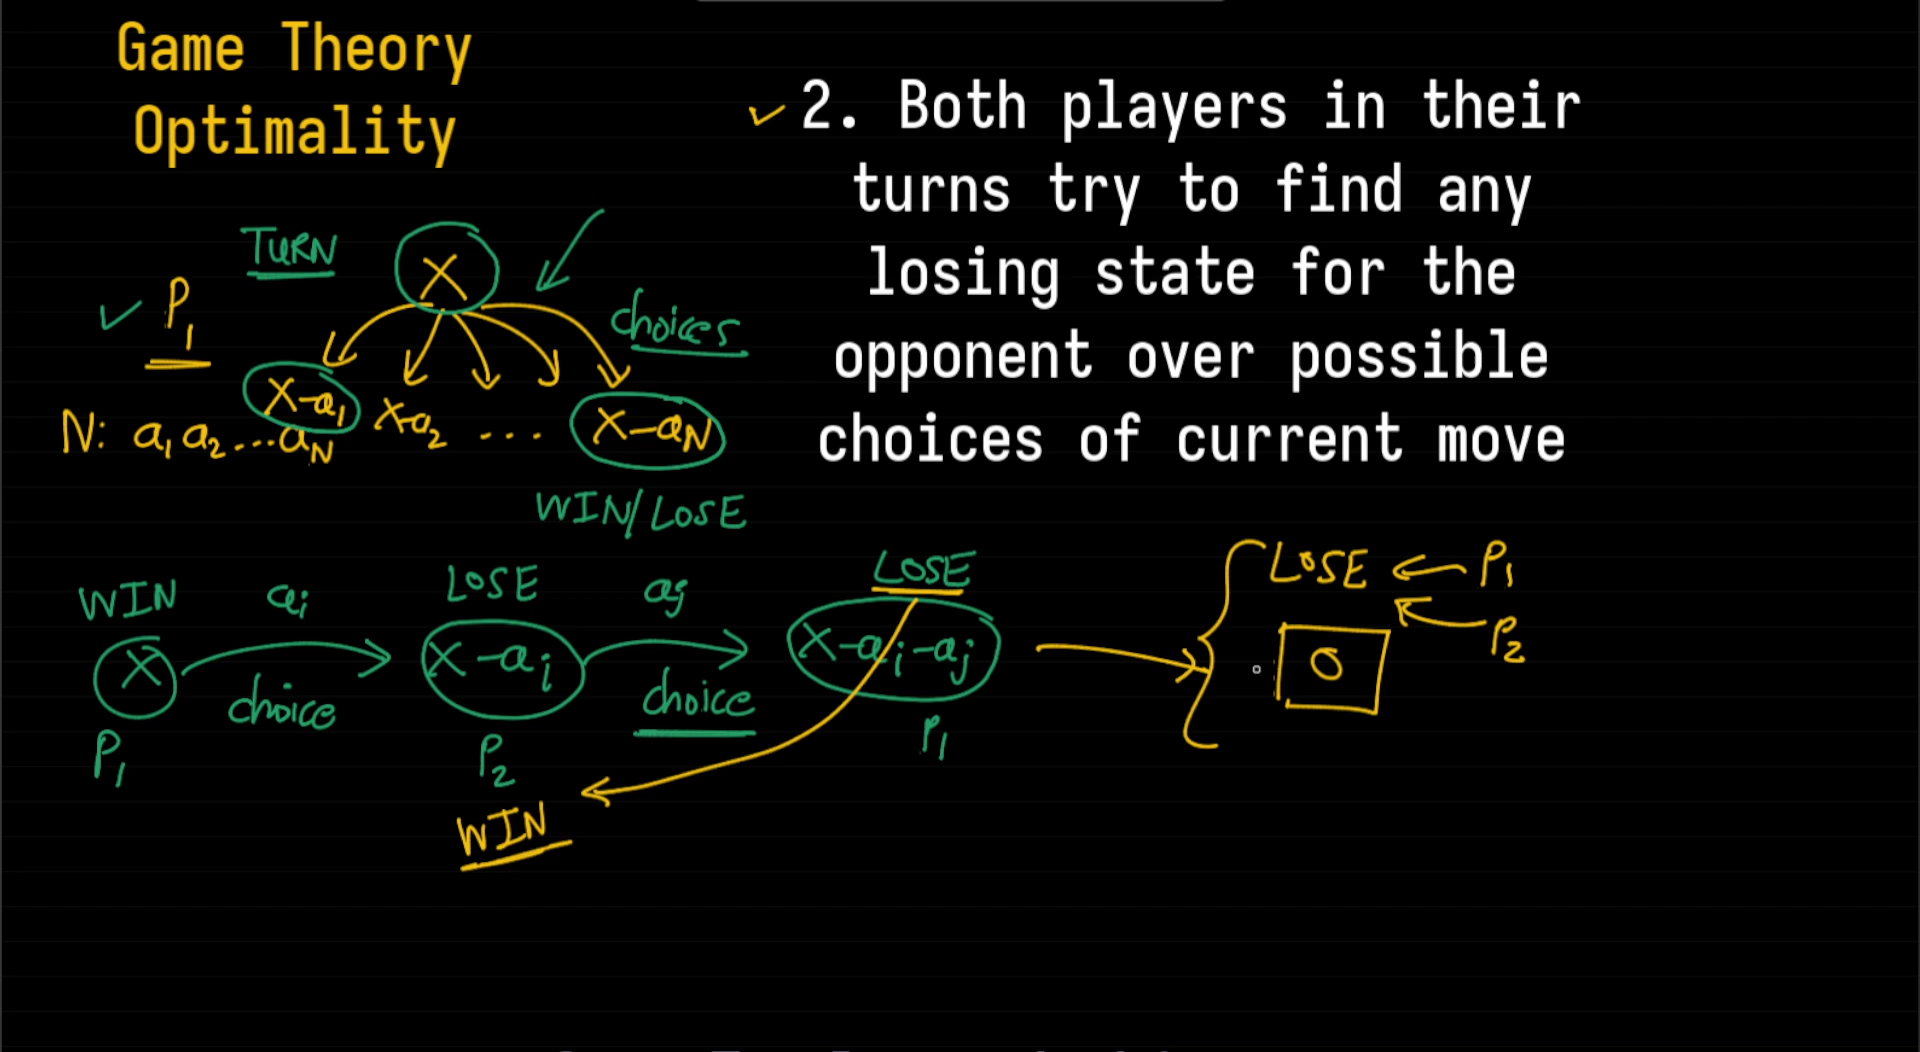 Game Theory
Optimality
✓ 2. Both players in their
turns try to find any
losing state for the
opponent over possible
choices of current move
TURN
X
✓ P₁
choices
X-a₁ X-a₂ ... X-aN
N: a₁ a₂ ... aN
WIN/LOSE
WIN aᵢ LOSE aⱼ LOSE
X X-aᵢ X-aᵢ-aⱼ
choice choice
P₁ P₂ P₁
WIN
LOSE ← P₁
P₂
0